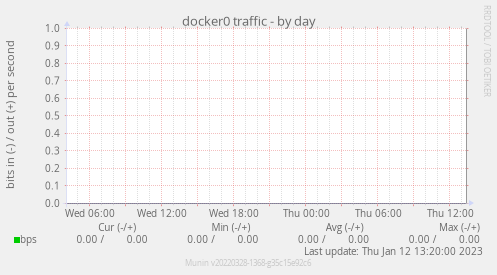 docker0 traffic - by day
RRDTOOL / TOBI OETIKER
bits in (-) / out (+) per second
1.0
0.9
0.8
0.7
0.6
0.5
0.4
0.3
0.2
0.1
0.0
Wed 06:00 Wed 12:00 Wed 18:00 Thu 00:00 Thu 06:00 Thu 12:00
Cur (-/+) Min (-/+) Avg (-/+) Max (-/+)
bps 0.00 / 0.00 0.00 / 0.00 0.00 / 0.00 0.00 / 0.00
Last update: Thu Jan 12 13:20:00 2023
Munin v20220328-1368-g35c15e92c6